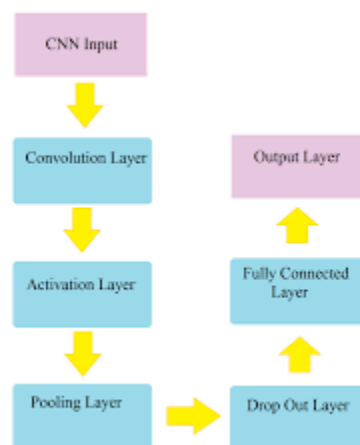 CNN Input
Convolution Layer
Activation Layer
Pooling Layer
Drop Out Layer
Fully Connected
Layer
Output Layer